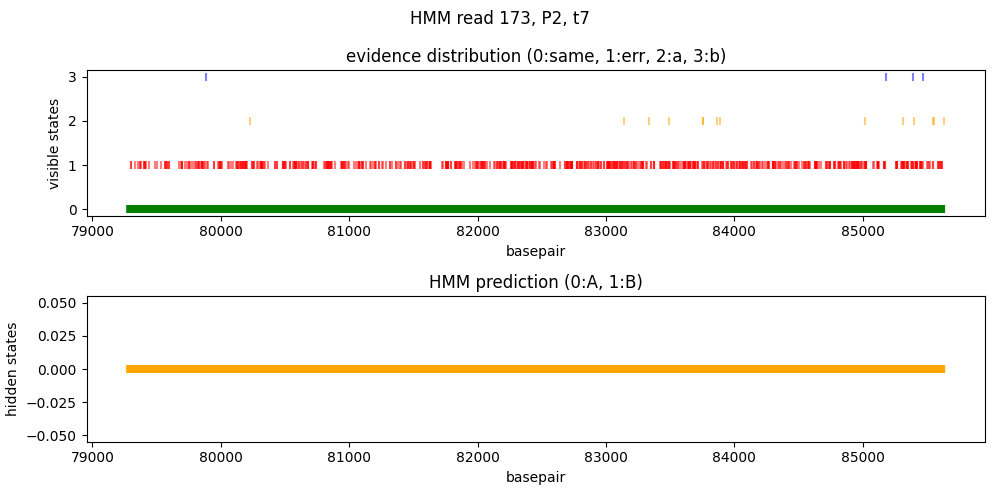 HMM read 173, P2, t7
evidence distribution (0:same, 1:err, 2:a, 3:b)
visible states
3
2
1
0
79000 80000 81000 82000 83000 84000 85000
basepair
HMM prediction (0:A, 1:B)
hidden states
0.050
0.025
0.000
−0.025
−0.050
79000 80000 81000 82000 83000 84000 85000
basepair